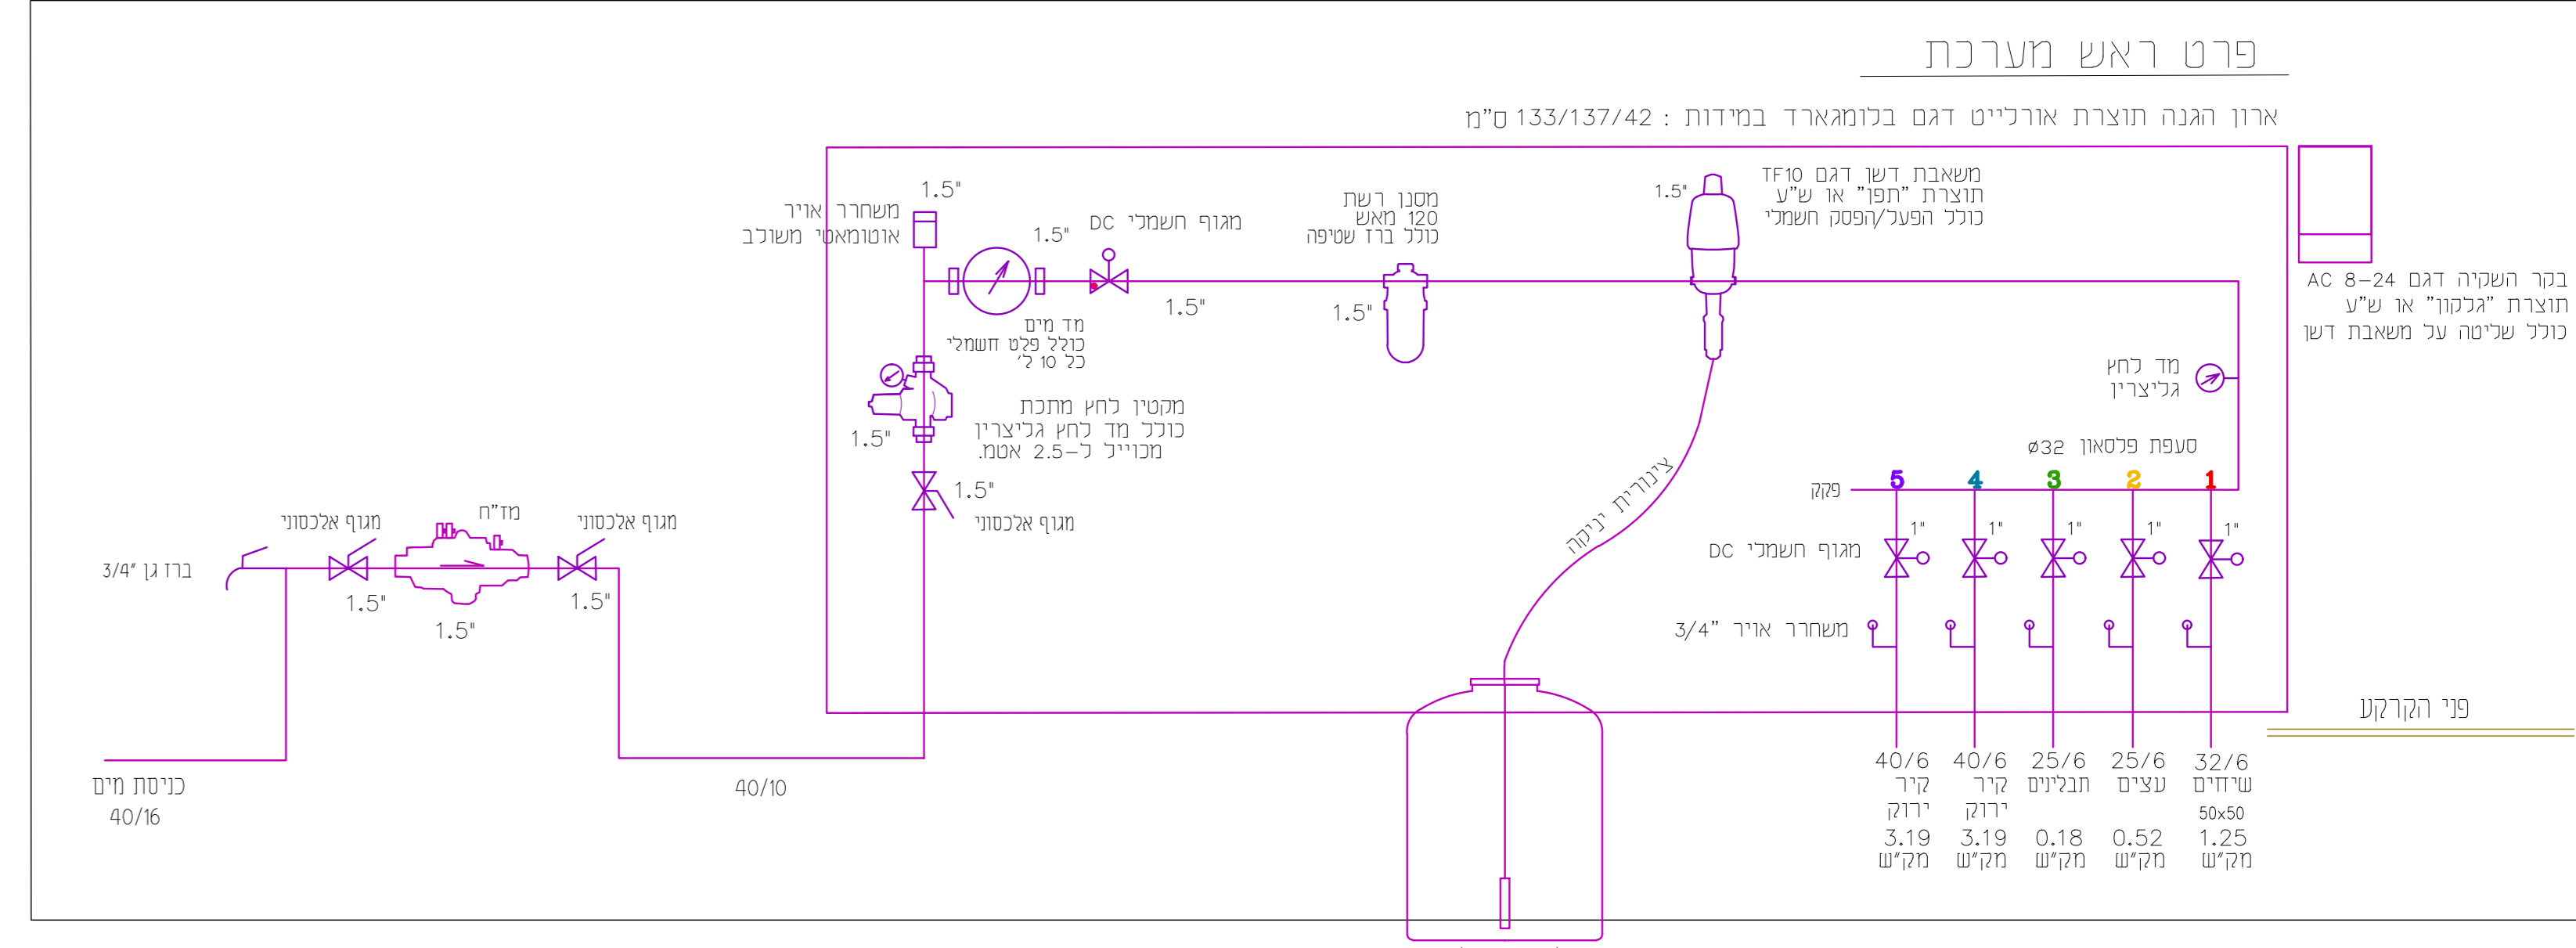 פרט ראש מערכת
ארון הגנה תוצרת אורלייט דגם בלומגארד במידות : 133/137/42 ס"מ
משחרר אויר
אוטומאטי משולב
1.5"
1.5"
מגוף חשמלי DC
1.5"
מד מים
כולל פלט חשמלי
כל 10 ל'
מסנן רשת
120 מאש
כולל ברז שטיפה
1.5"
1.5"
משאבת דשן דגם TF10
תוצרת "תפן" או ש"ע
כולל הפעל/הפסק חשמלי
בקר השקיה דגם AC 8-24
תוצרת "גלקון" או ש"ע
כולל שליטה על משאבת דשן
מד לחץ
גליצרין
מקטין לחץ מתכת
כולל מד לחץ גליצרין
מכוייל ל-2.5 אטמ.
1.5"
1.5"
מגוף אלכסוני
צינורית יניקה
סעפת פלסאון ø32
פקק
5
4
3
2
1
מגוף חשמלי DC
1"
1"
1"
1"
1"
משחרר אויר 3/4"
ברז גן 3/4"
מגוף אלכסוני
1.5"
מז"ח
1.5"
מגוף אלכסוני
1.5"
כניסת מים
40/16
40/10
פני הקרקע
32/6
שיחים
50x50
1.25
מק"ש
25/6
עצים
0.52
מק"ש
25/6
תבלינים
0.18
מק"ש
40/6
קיר
ירוק
3.19
מק"ש
40/6
קיר
ירוק
3.19
מק"ש